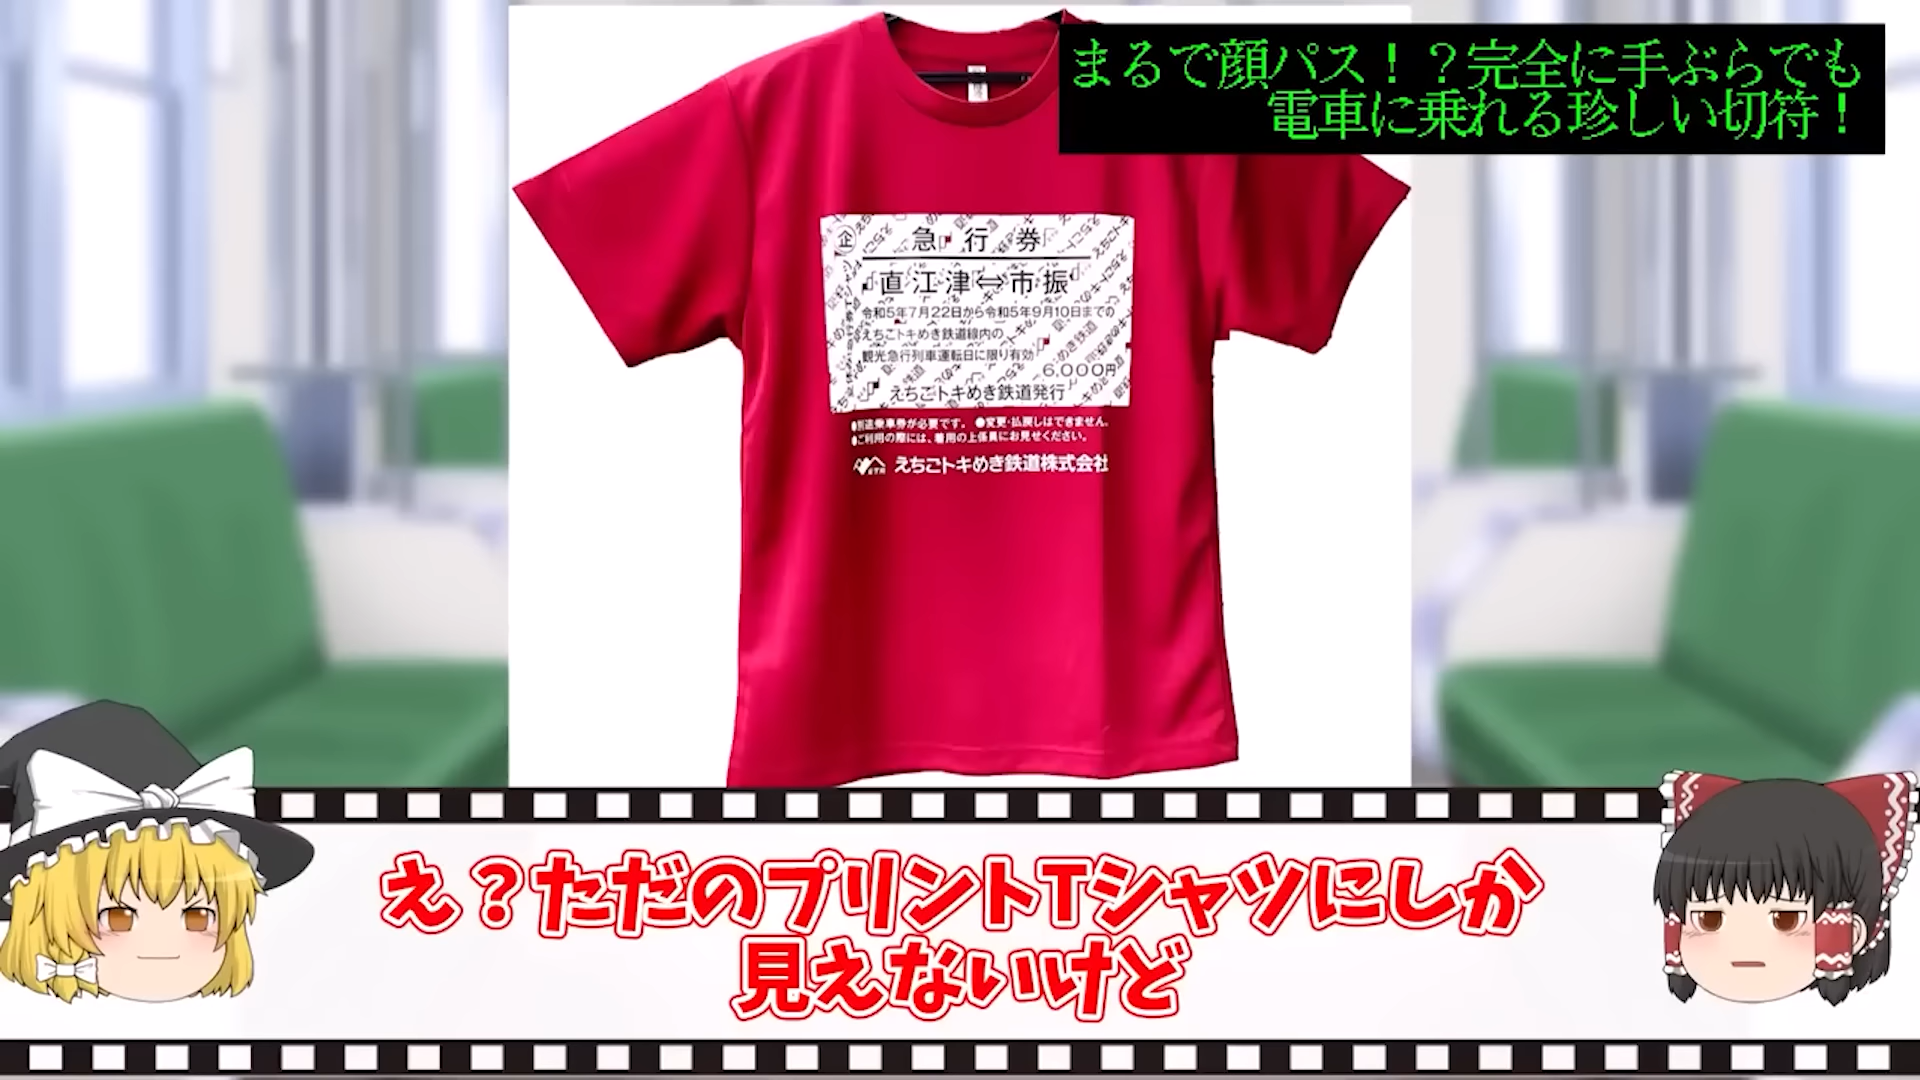 まるで顔パス！？完全に手ぶらでも
電車に乗れる珍しい切符！
企
急行券
直江津⇔市振
令和5年7月22日から令和5年9月10日までの
えちごトキめき鉄道線内の
観光急行列車運転日に限り有効
6,000円
えちごトキめき鉄道発行
●別途乗車券が必要です。 ●変更・払戻しはできません。
●ご利用の際には、着用の上係員にお見せください。
えちごトキめき鉄道株式会社
え？ただのプリントTシャツにしか
見えないけど